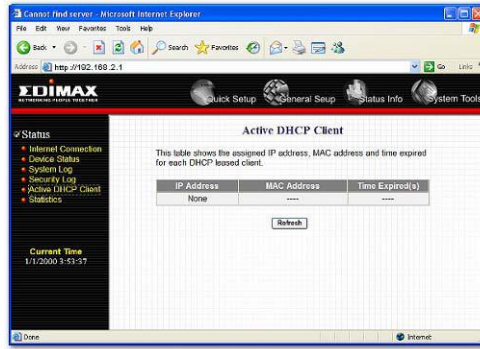 Cannot find server - Microsoft Internet Explorer
File Edit View Favorites Tools Help
Back Search Favorites
Address http://192.168.2.1 Go Links
EDIMAX
NETWORKING PEOPLE TOGETHER
Quick Setup General Seup Status Info System Tools
Status
Internet Connection
Device Status
System Log
Security Log
Active DHCP Client
Statistics
Current Time
1/1/2000 3:53:37
Active DHCP Client
This table shows the assigned IP address, MAC address and time expired
for each DHCP leased client.
IP Address MAC Address Time Expired(s)
None ---- ----
Refresh
Done Internet